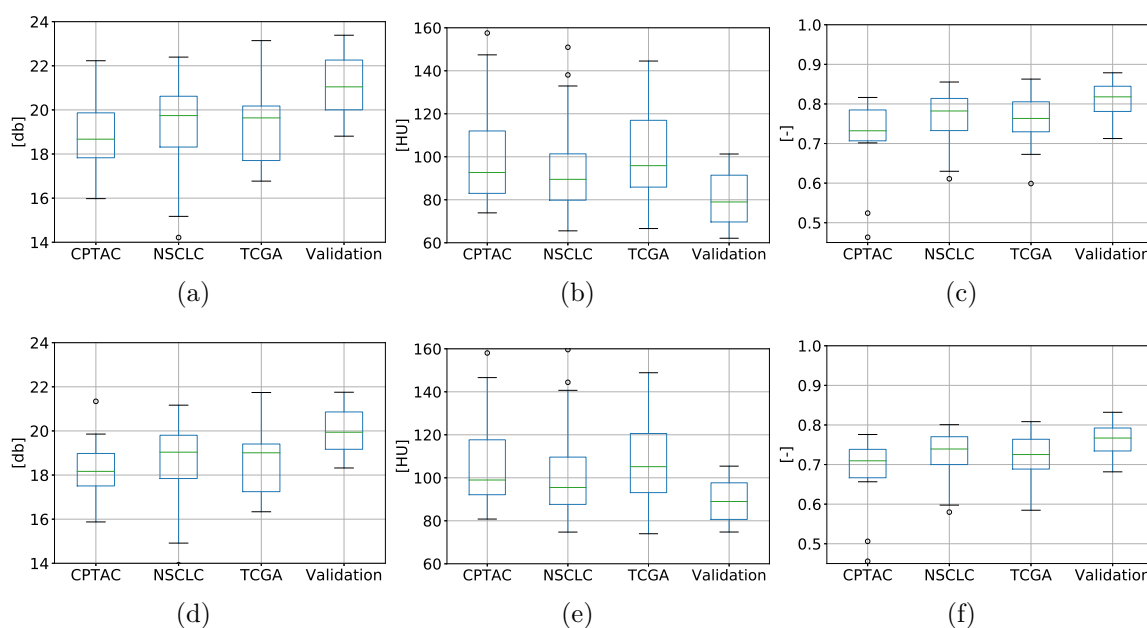 24
22
20
18
16
14
[db]
CPTAC NSCLC TCGA Validation
(a)
160
140
120
100
80
60
[HU]
CPTAC NSCLC TCGA Validation
(b)
1.0
0.9
0.8
0.7
0.6
0.5
[-]
CPTAC NSCLC TCGA Validation
(c)
24
22
20
18
16
14
[db]
CPTAC NSCLC TCGA Validation
(d)
160
140
120
100
80
60
[HU]
CPTAC NSCLC TCGA Validation
(e)
1.0
0.9
0.8
0.7
0.6
0.5
[-]
CPTAC NSCLC TCGA Validation
(f)